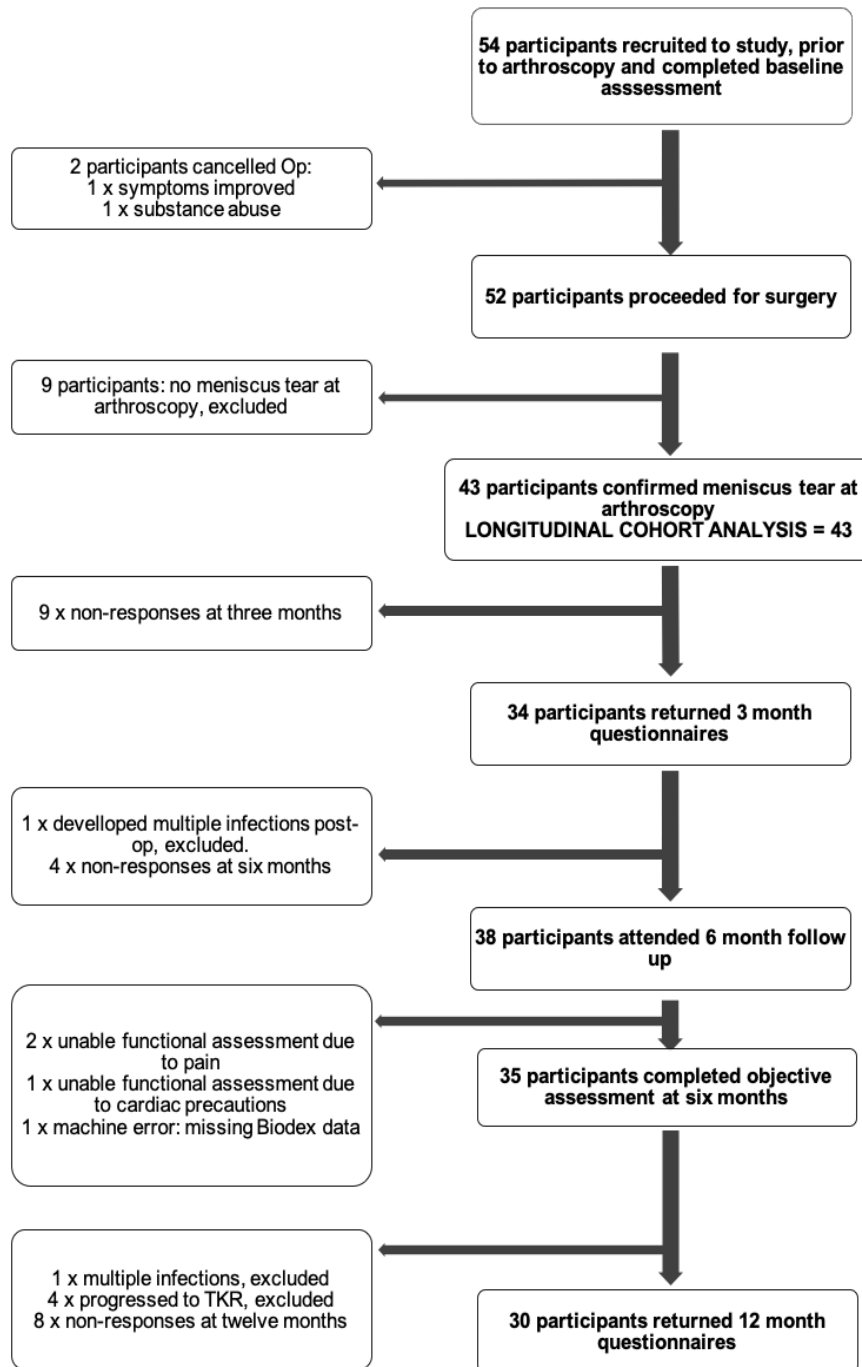 54 participants recruited to study, prior
to arthroscopy and completed baseline
asssessment
2 participants cancelled Op:
1 x symptoms improved
1 x substance abuse
52 participants proceeded for surgery
9 participants: no meniscus tear at
arthroscopy, excluded
43 participants confirmed meniscus tear at
arthroscopy
LONGITUDINAL COHORT ANALYSIS = 43
9 x non-responses at three months
34 participants returned 3 month
questionnaires
1 x develloped multiple infections post-
op, excluded.
4 x non-responses at six months
38 participants attended 6 month follow
up
2 x unable functional assessment due
to pain
1 x unable functional assessment due
to cardiac precautions
1 x machine error: missing Biodex data
35 participants completed objective
assessment at six months
1 x multiple infections, excluded
4 x progressed to TKR, excluded
8 x non-responses at twelve months
30 participants returned 12 month
questionnaires